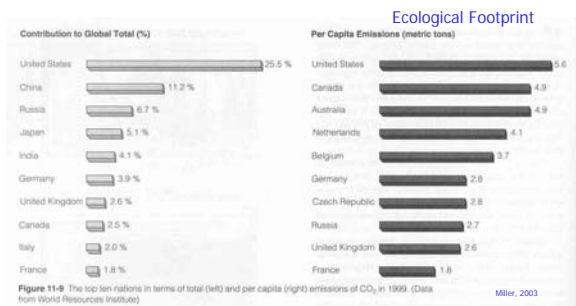 Ecological Footprint
Contribution to Global Total (%)
United States 25.5 %
China 11.2 %
Russia 6.7 %
Japan 5.1 %
India 4.1 %
Germany 3.9 %
United Kingdom 2.6 %
Canada 2.5 %
Italy 2.0 %
France 1.8 %
Per Capita Emissions (metric tons)
United States 5.6
Canada 4.9
Australia 4.9
Netherlands 4.1
Belgium 3.7
Germany 2.8
Czech Republic 2.8
Russia 2.7
United Kingdom 2.6
France 1.8
Figure 11-9 The top ten nations in terms of total (left) and per capita (right) emissions of CO₂ in 1999. (Data
from World Resources Institute)
Miller, 2003